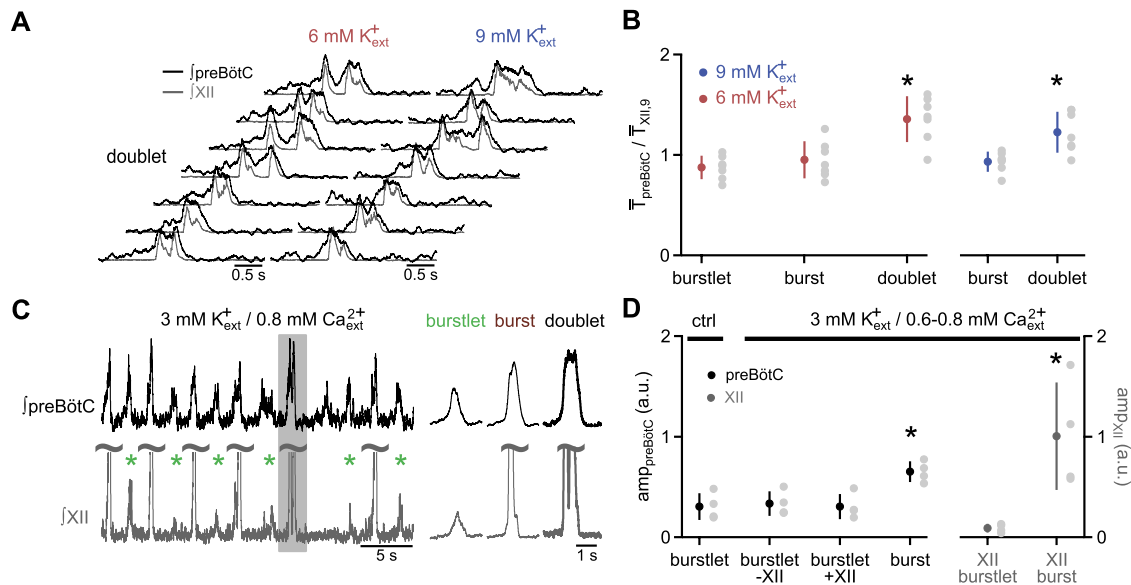 A
6 mM K⁺ext
9 mM K⁺ext
∫preBötC
∫XII
doublet
0.5 s
0.5 s
B
T̿preBötC / T̿XII,9
2
1
0
9 mM K⁺ext
6 mM K⁺ext
*
*
burstlet
burst
doublet
burst
doublet
C
3 mM K⁺ext / 0.8 mM Ca²⁺ext
burstlet
burst
doublet
∫preBötC
* * * * * *
∫XII
5 s
1 s
D
ctrl
3 mM K⁺ext / 0.6-0.8 mM Ca²⁺ext
amppreBötC (a.u.)
2
1
0
preBötC
XII
*
*
2
1
0
ampXII (a.u.)
burstlet
burstlet
-XII
burstlet
+XII
burst
XII
burstlet
XII
burst